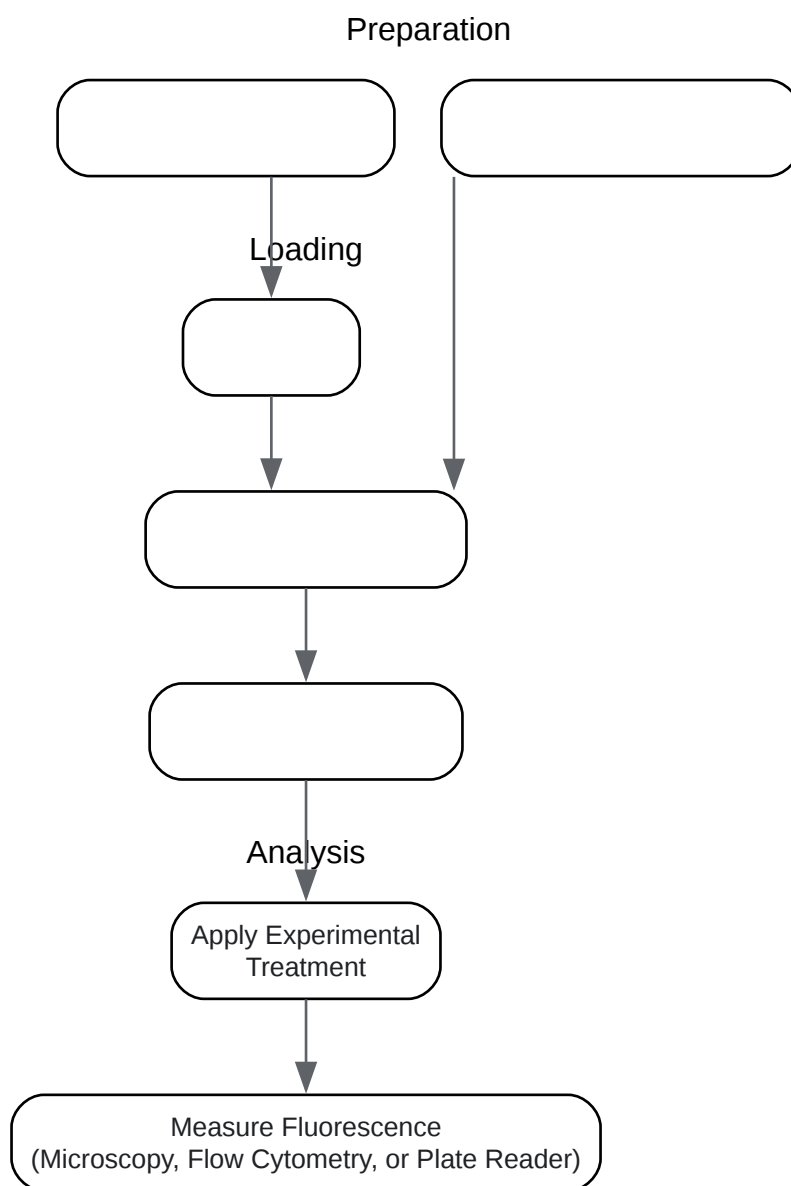 Preparation
Loading
Analysis
Apply Experimental
Treatment
Measure Fluorescence
(Microscopy, Flow Cytometry, or Plate Reader)